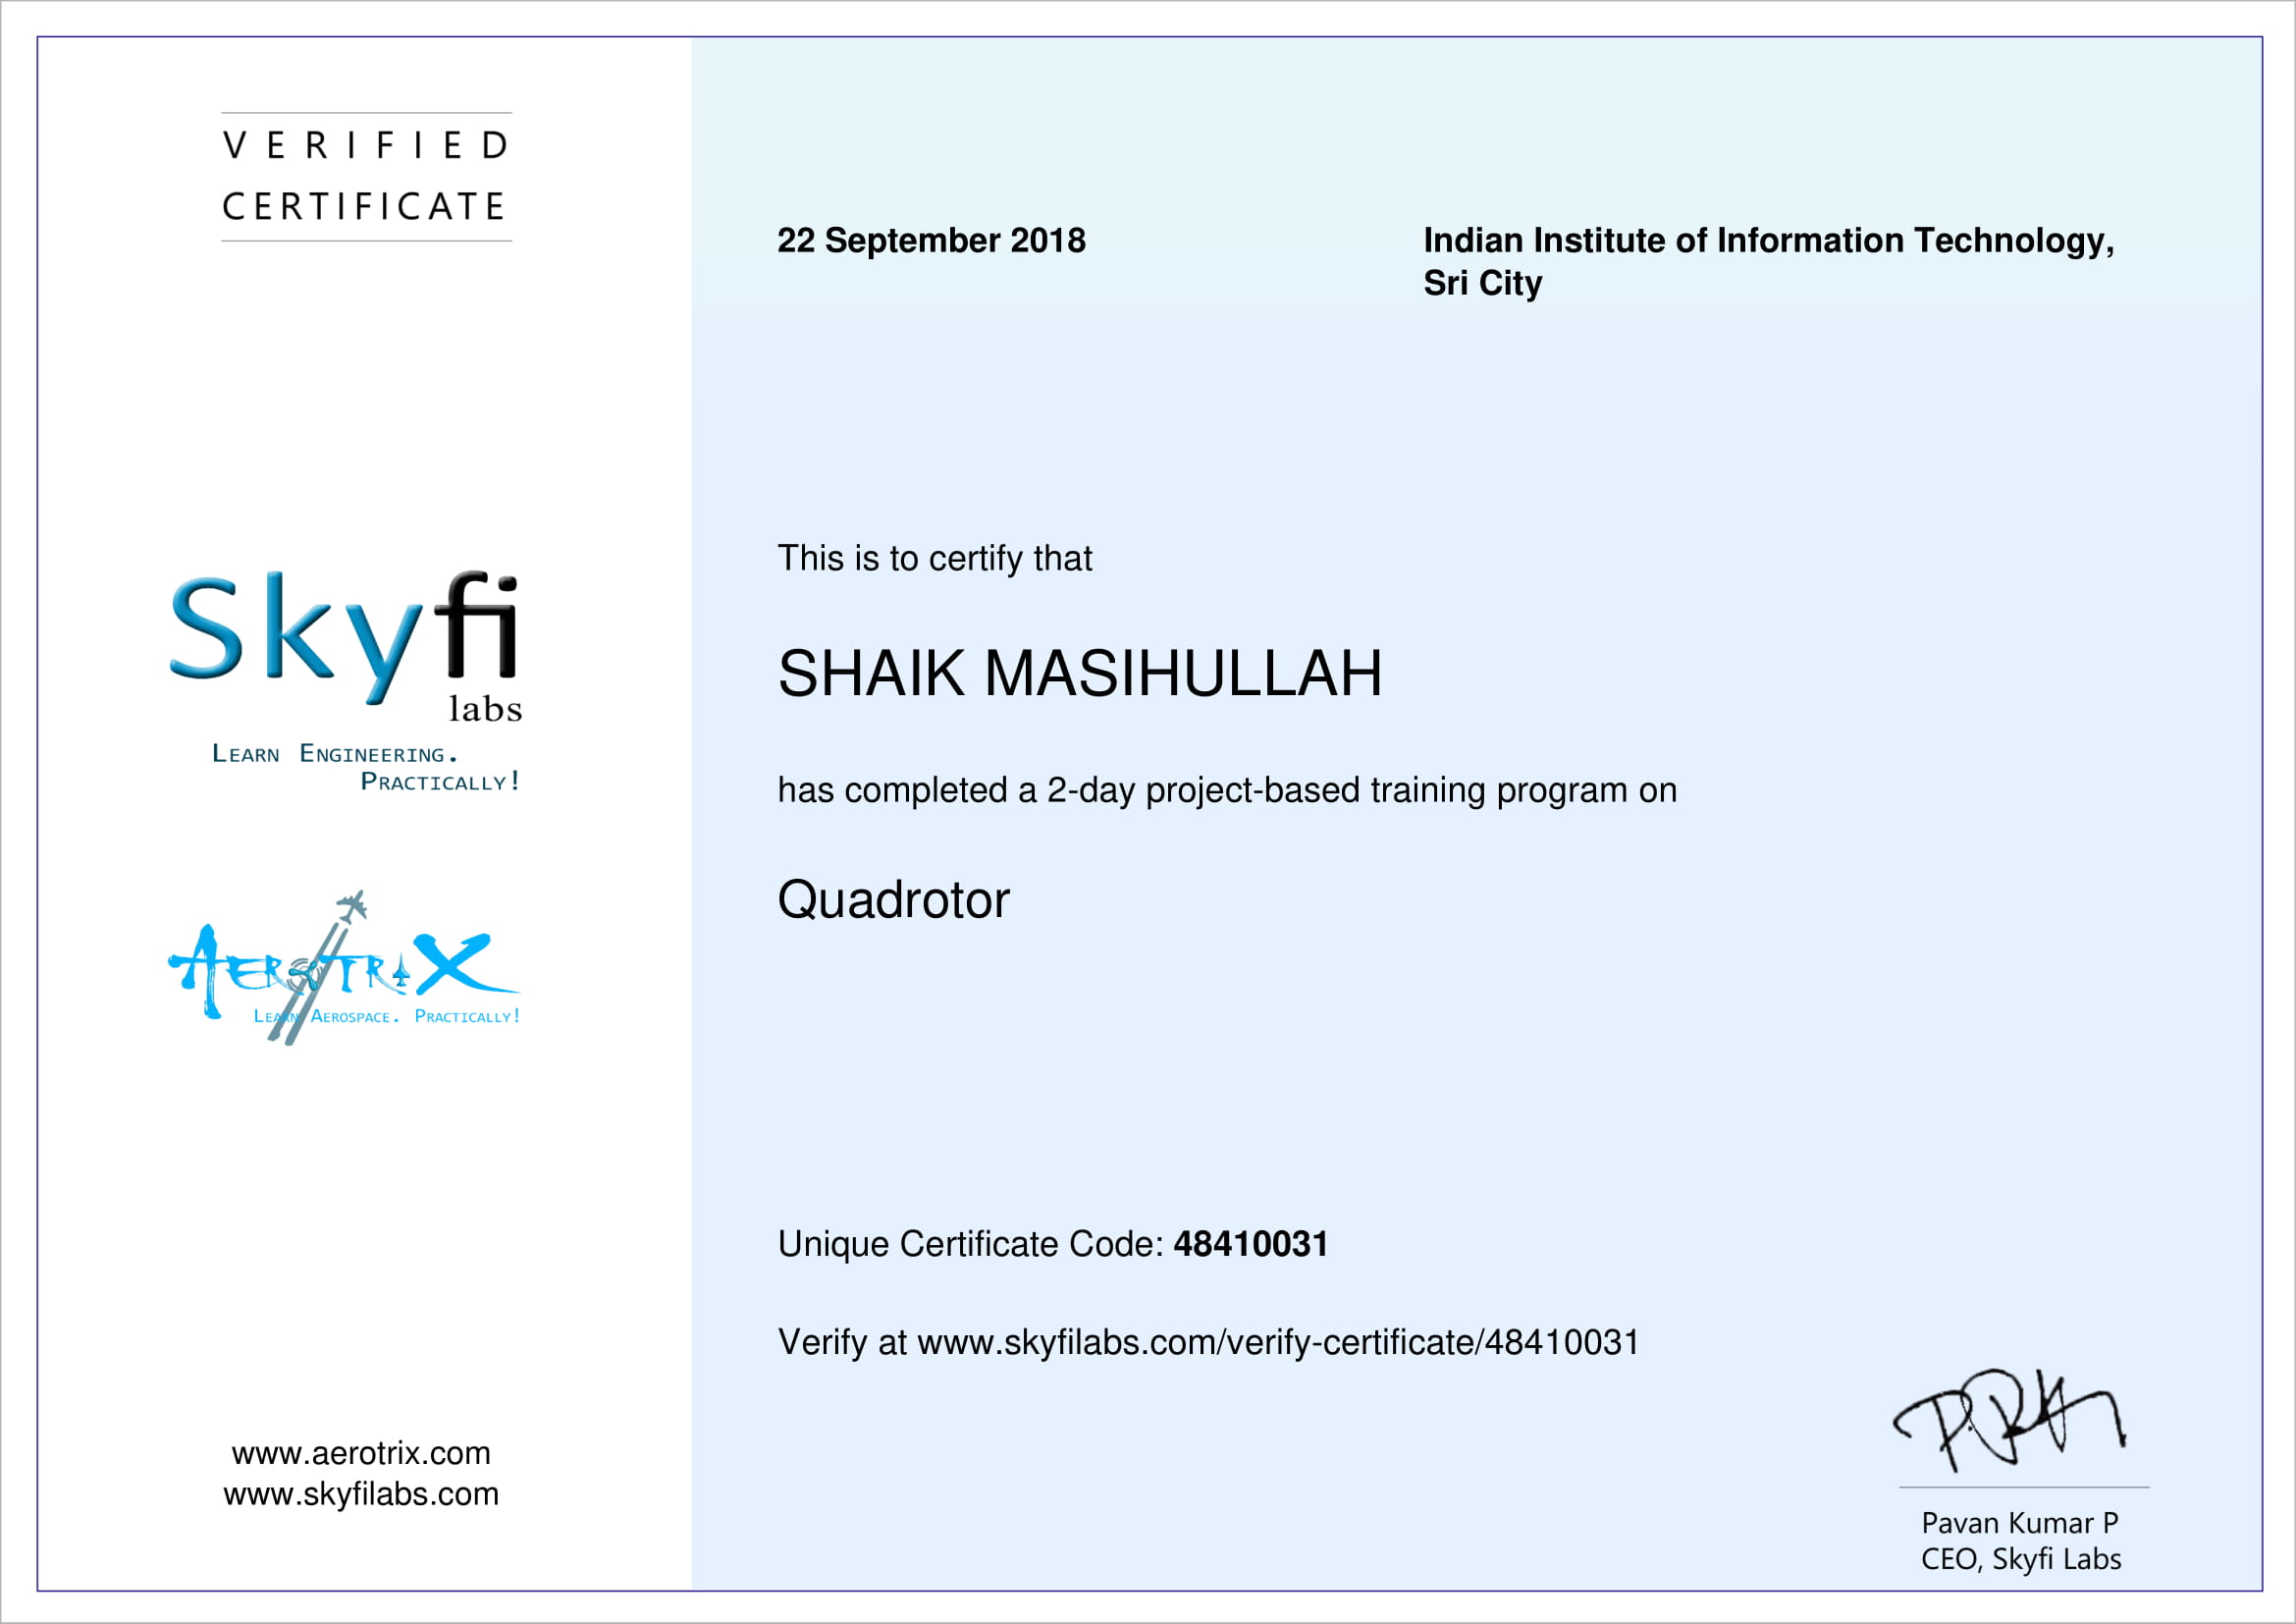 VERIFIED
CERTIFICATE
Skyfi
labs
LEARN ENGINEERING.
PRACTICALLY!
AEROTRIX
LEARN AEROSPACE. PRACTICALLY!
www.aerotrix.com
www.skyfilabs.com
22 September 2018
Indian Institute of Information Technology,
Sri City
This is to certify that
SHAIK MASIHULLAH
has completed a 2-day project-based training program on
Quadrotor
Unique Certificate Code: 48410031
Verify at www.skyfilabs.com/verify-certificate/48410031
Pavan Kumar P
CEO, Skyfi Labs